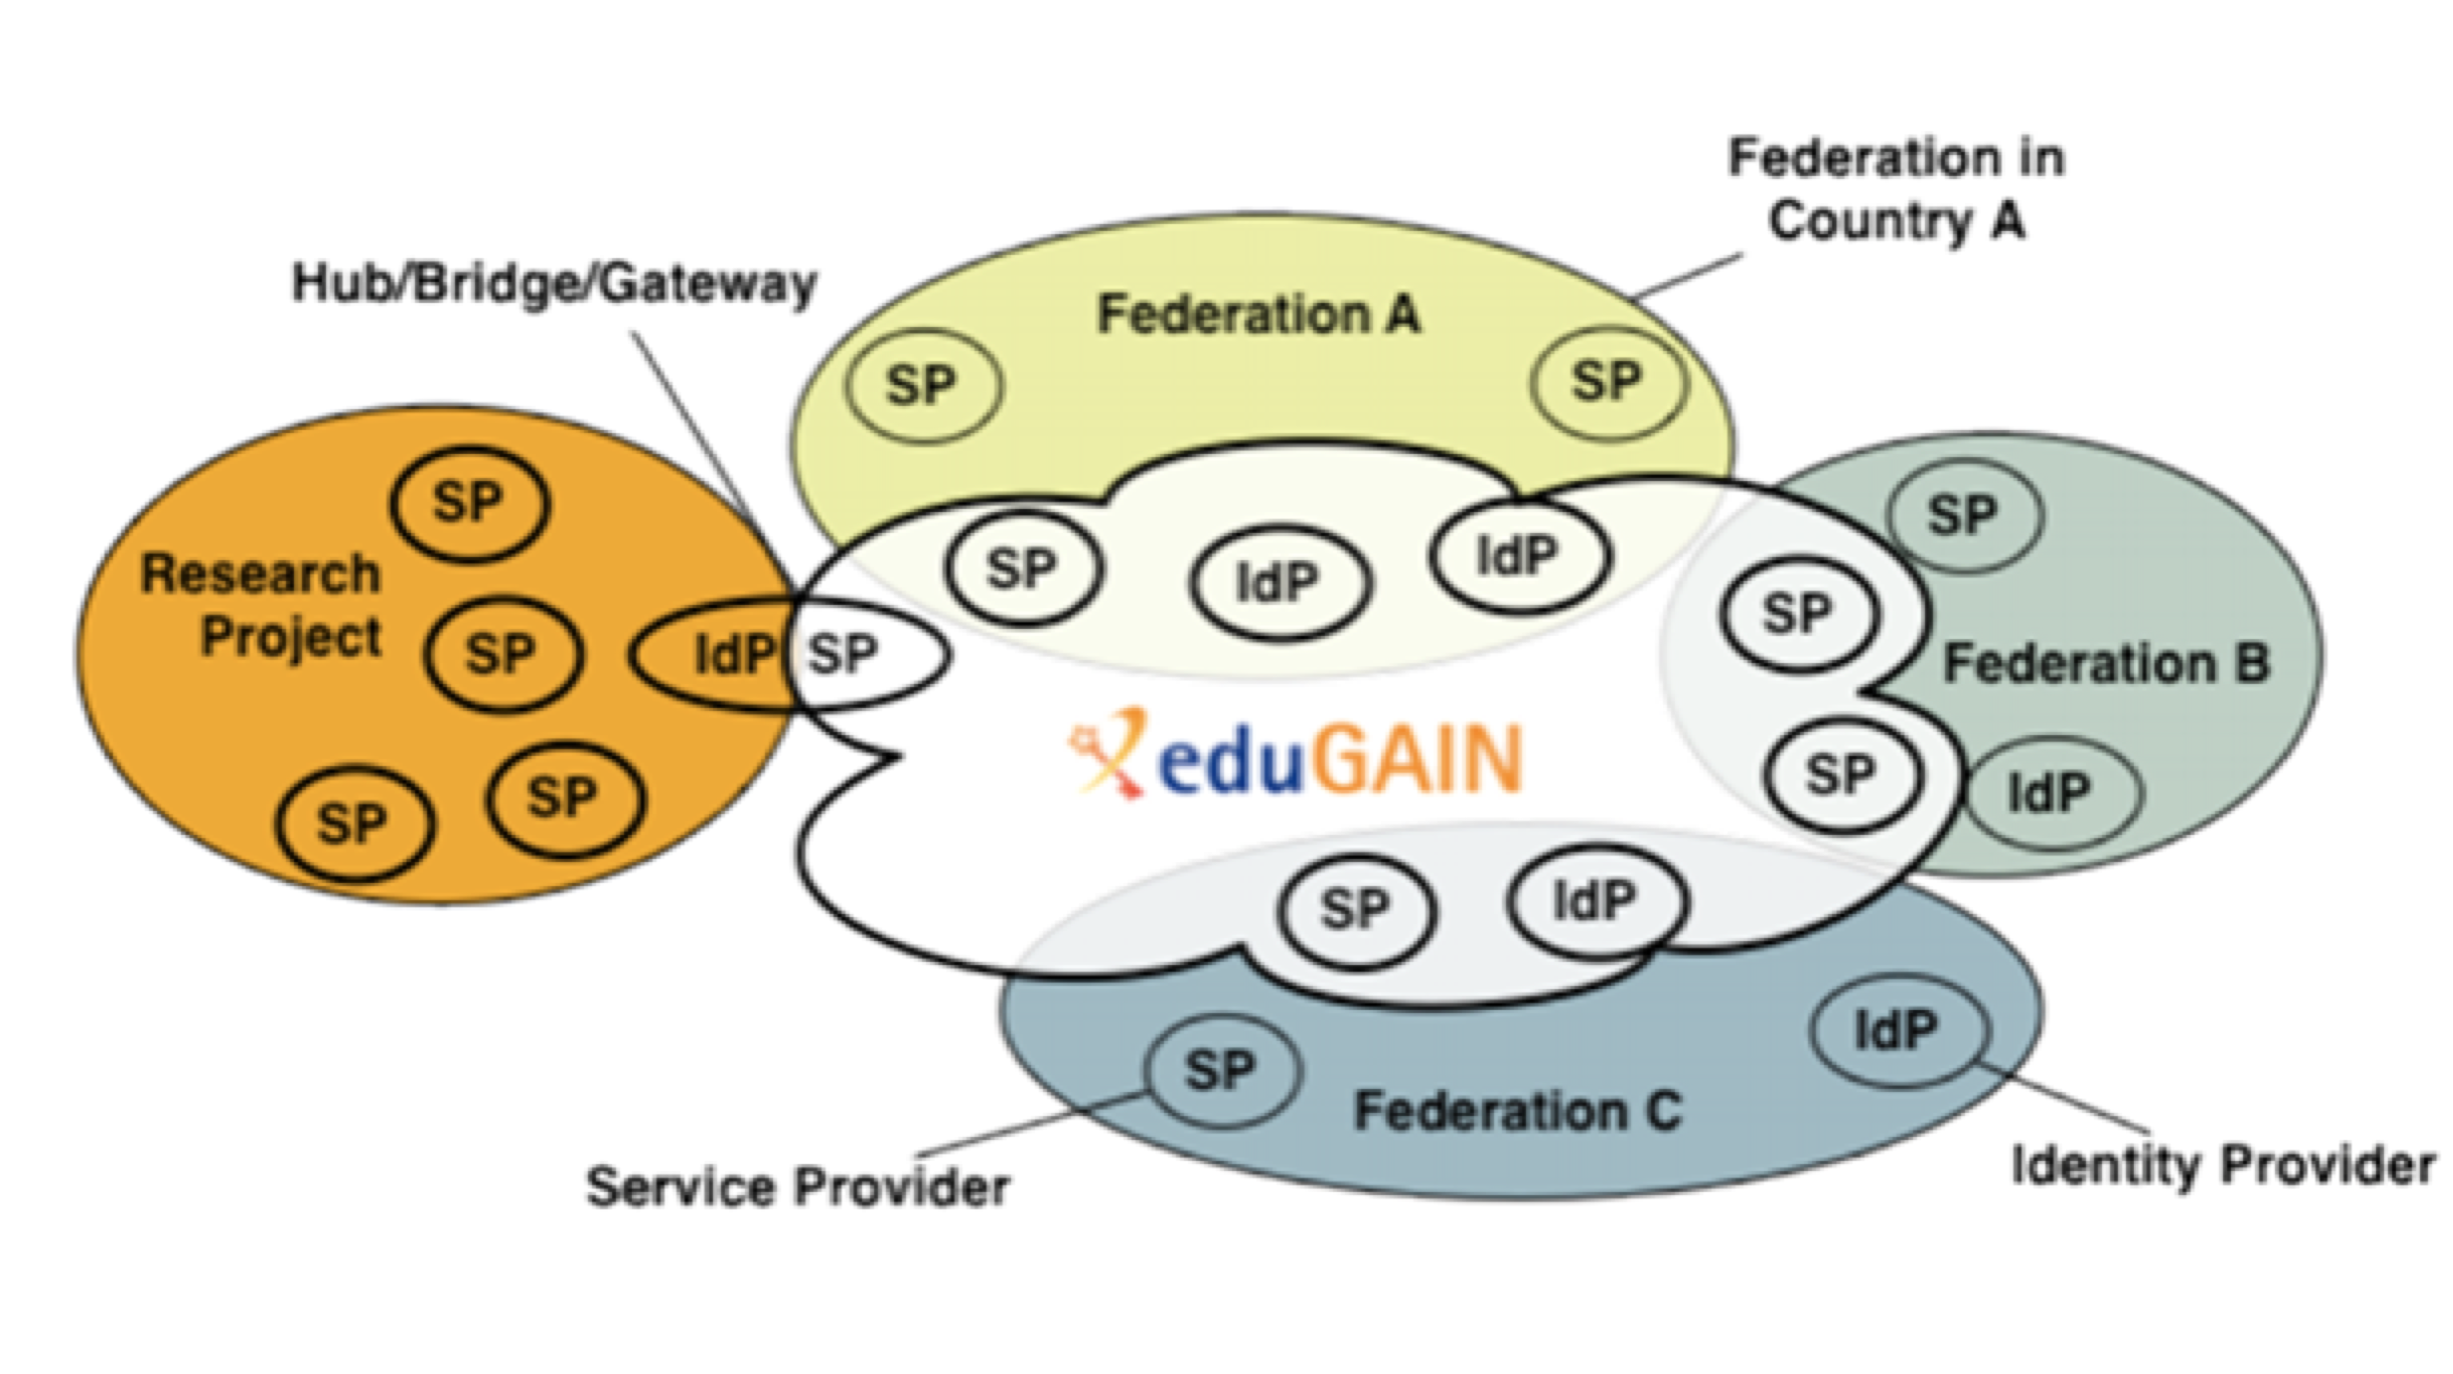 Federation in
Country A
Hub/Bridge/Gateway
Federation A
SP
SP
SP
SP
IdP
IdP
SP
Research
Project
SP
SP
IdP
SP
Federation B
eduGAIN
SP
IdP
SP
SP
SP
IdP
SP
IdP
Federation C
Service Provider
Identity Provider